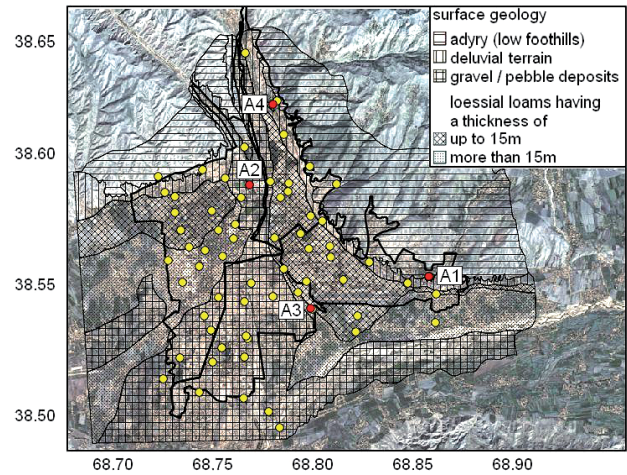 surface geology
adyry (low foothills)
deluvial terrain
gravel / pebble deposits
loessial loams having
a thickness of
up to 15m
more than 15m
38.65
38.60
38.55
38.50
A4
A2
A1
A3
68.70 68.75 68.80 68.85 68.90